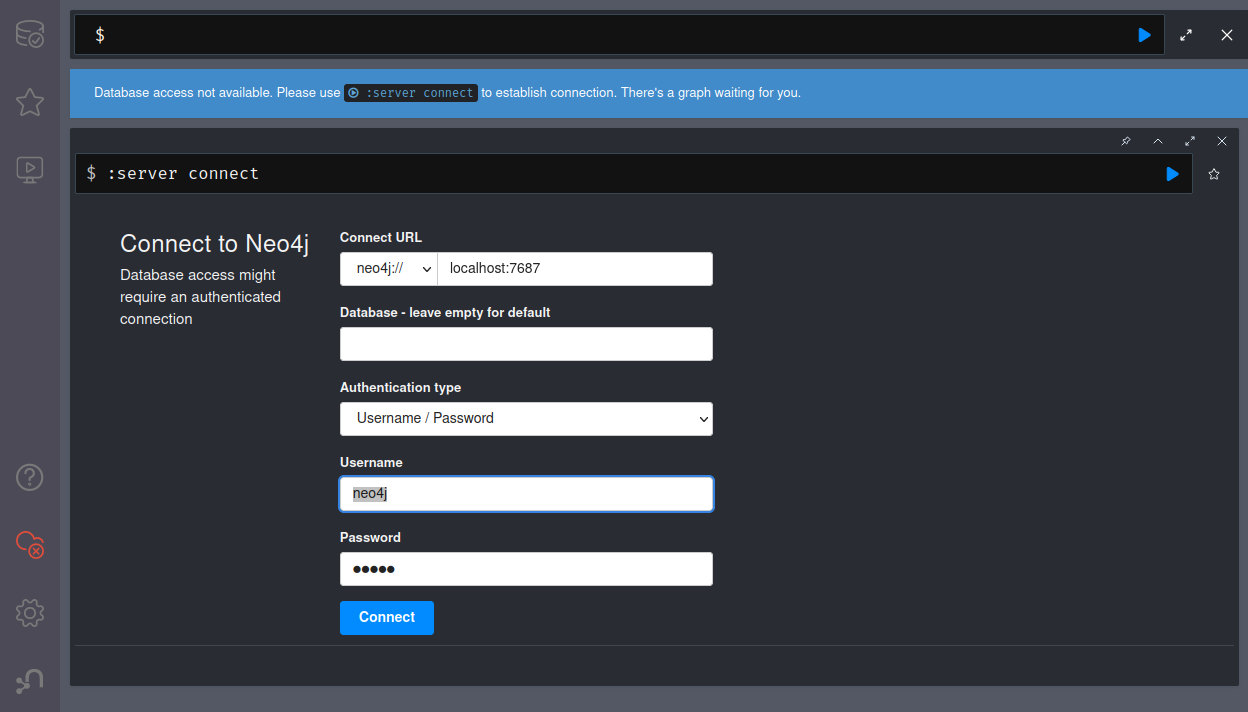 $
Database access not available. Please use :server connect to establish connection. There's a graph waiting for you.
$ :server connect
Connect to Neo4j
Database access might
require an authenticated
connection
Connect URL
neo4j://
localhost:7687
Database - leave empty for default
Authentication type
Username / Password
Username
neo4j
Password
●●●●●
Connect